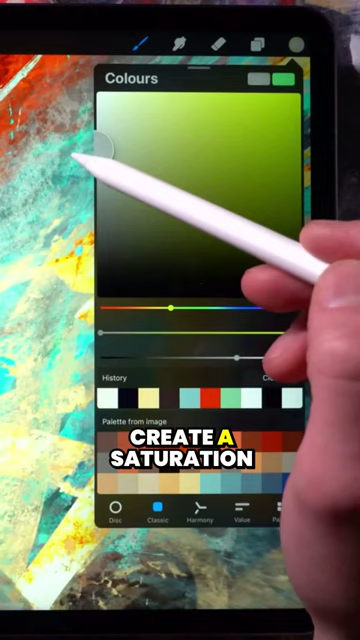 Colours
History
Palette from image
CREATE A
SATURATION
Disc
Classic
Harmony
Value